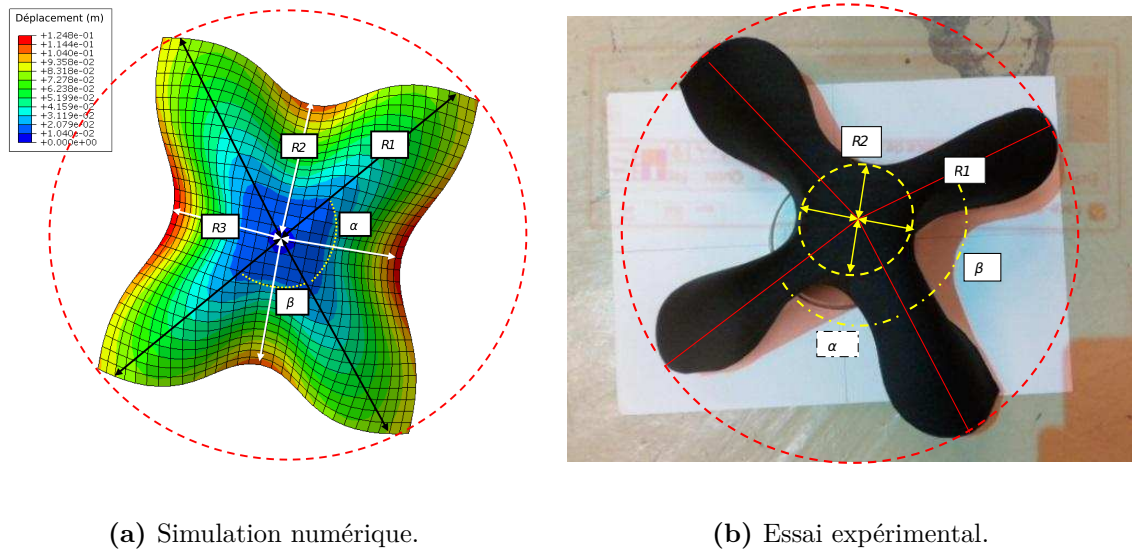 Déplacement (m)
+1.248e-01
+1.144e-01
+1.040e-01
+9.358e-02
+8.318e-02
+7.278e-02
+6.238e-02
+5.199e-02
+4.159e-02
+3.119e-02
+2.079e-02
+1.040e-02
+0.000e+00
R2
R1
R3
α
β
R2
R1
β
α
(a) Simulation numérique.
(b) Essai expérimental.